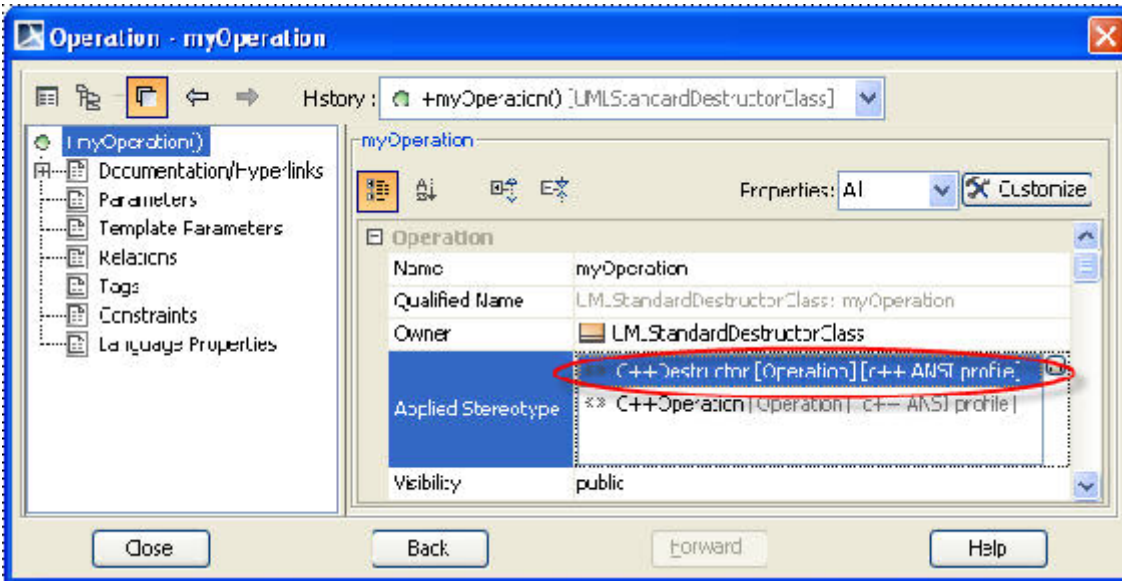 Operation - myOperation
History : +myOperation() [UMLStandardDestructorClass]
+myOperation()
Documentation/Hyperlinks
Parameters
Template Parameters
Relations
Tags
Constraints
Language Properties
myOperation
Properties: All Customize
Operation
Name myOperation
Qualified Name UMLStandardDestructorClass::myOperation
Owner UMLStandardDestructorClass
Applied Stereotype
«» C++Destructor [Operation] [c++ ANSI profile]
«» C++Operation [Operation] [c++ ANSI profile]
Visibility public
Close Back Forward Help